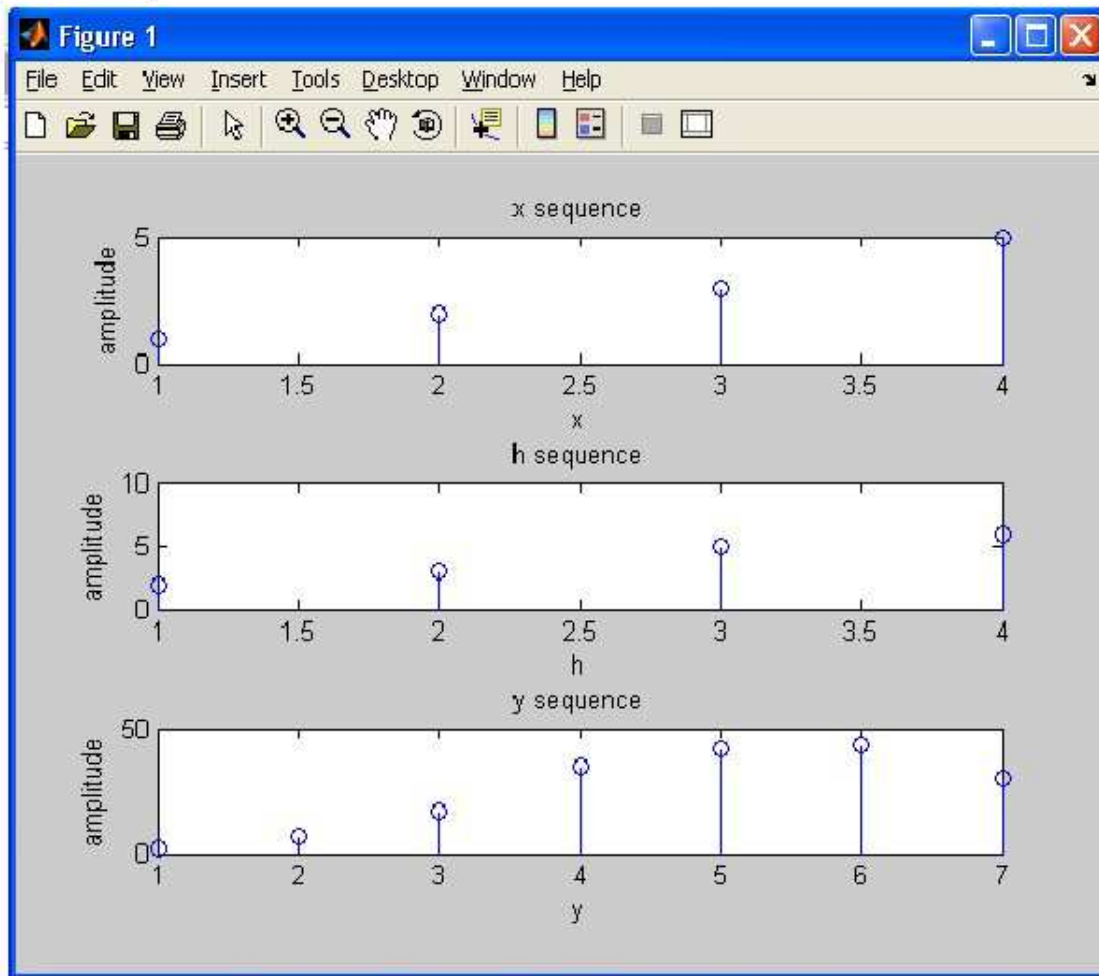 Figure 1
File Edit View Insert Tools Desktop Window Help
x sequence
amplitude
5
0
1 1.5 2 2.5 3 3.5 4
x
h sequence
amplitude
10
5
0
1 1.5 2 2.5 3 3.5 4
h
y sequence
amplitude
50
0
1 2 3 4 5 6 7
y